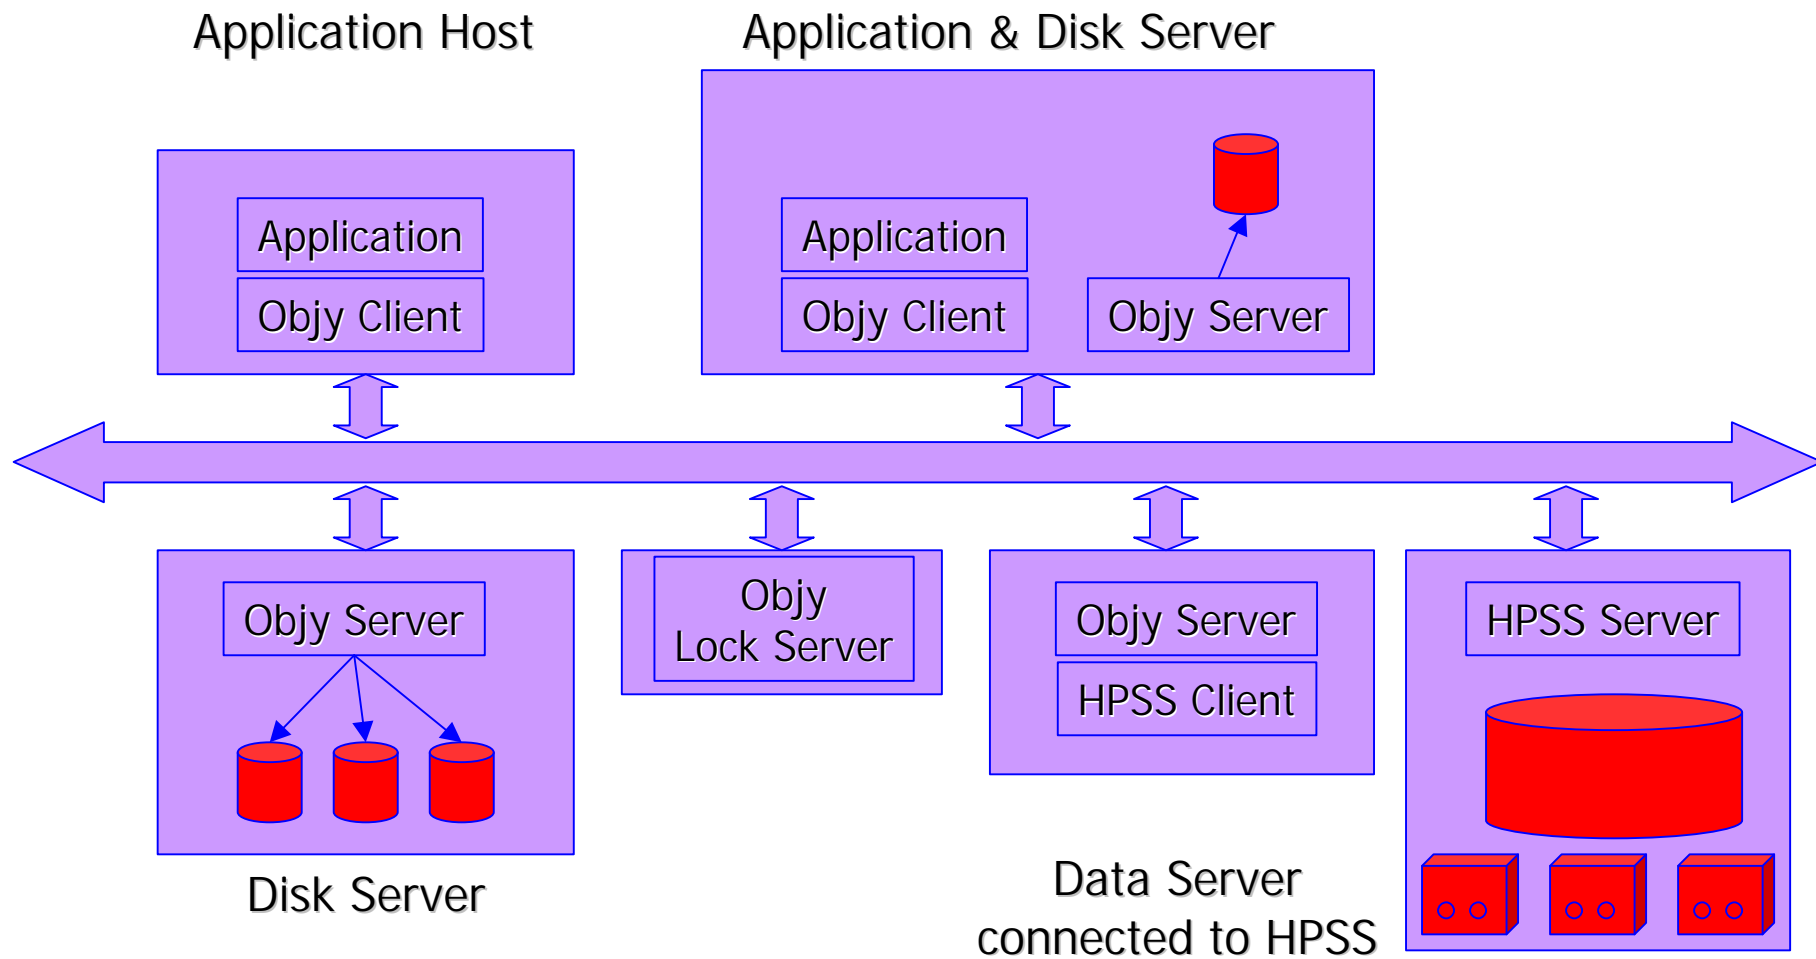 Application Host
Application & Disk Server
Application
Objy Client
Application
Objy Client
Objy Server
Objy Server
Objy
Lock Server
Objy Server
HPSS Client
HPSS Server
Disk Server
Data Server
connected to HPSS